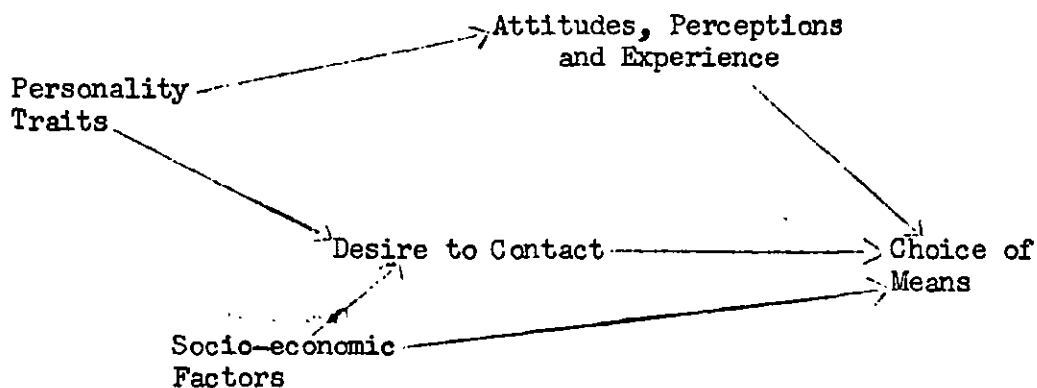 Attitudes, Perceptions
and Experience
Personality
Traits
Desire to Contact
Choice of
Means
Socio-economic
Factors